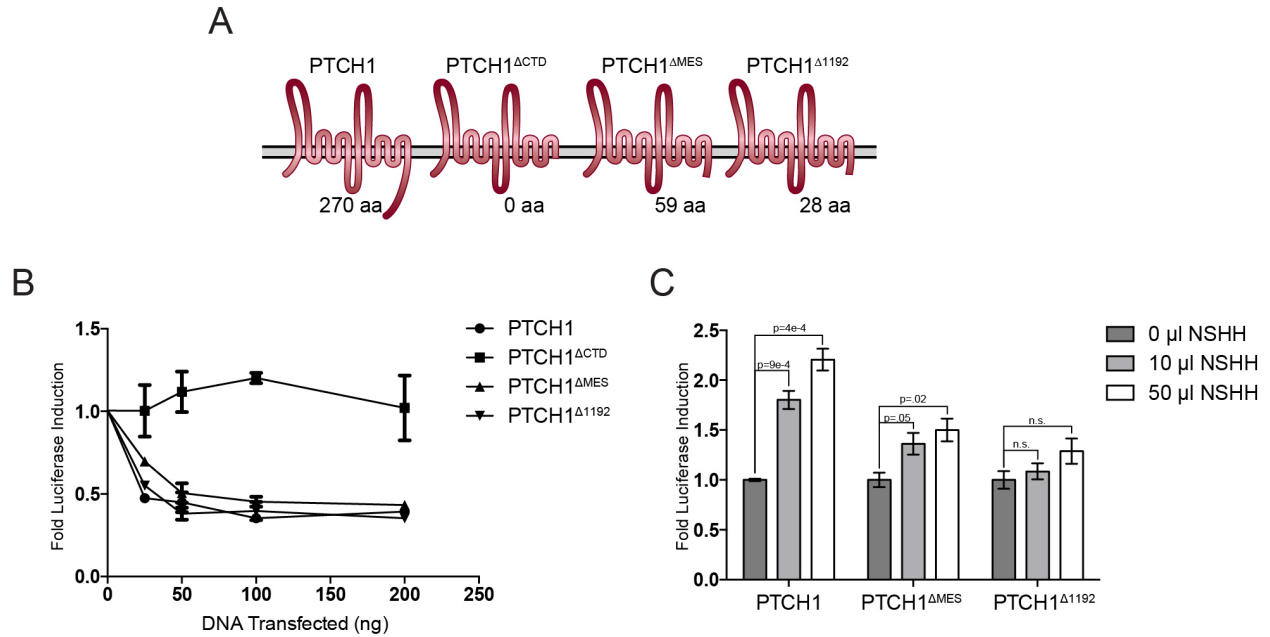 A
PTCH1 PTCH1ΔCTD PTCH1ΔMES PTCH1Δ1192
270 aa 0 aa 59 aa 28 aa
B
Fold Luciferase Induction
1.5
1.0
0.5
0.0
0 50 100 150 200 250
DNA Transfected (ng)
PTCH1
PTCH1ΔCTD
PTCH1ΔMES
PTCH1Δ1192
C
Fold Luciferase Induction
2.5
2.0
1.5
1.0
0.5
0.0
p=4e-4
p=9e-4
p=.02
p=.05
n.s.
n.s.
PTCH1 PTCH1ΔMES PTCH1Δ1192
0 µl NSHH
10 µl NSHH
50 µl NSHH